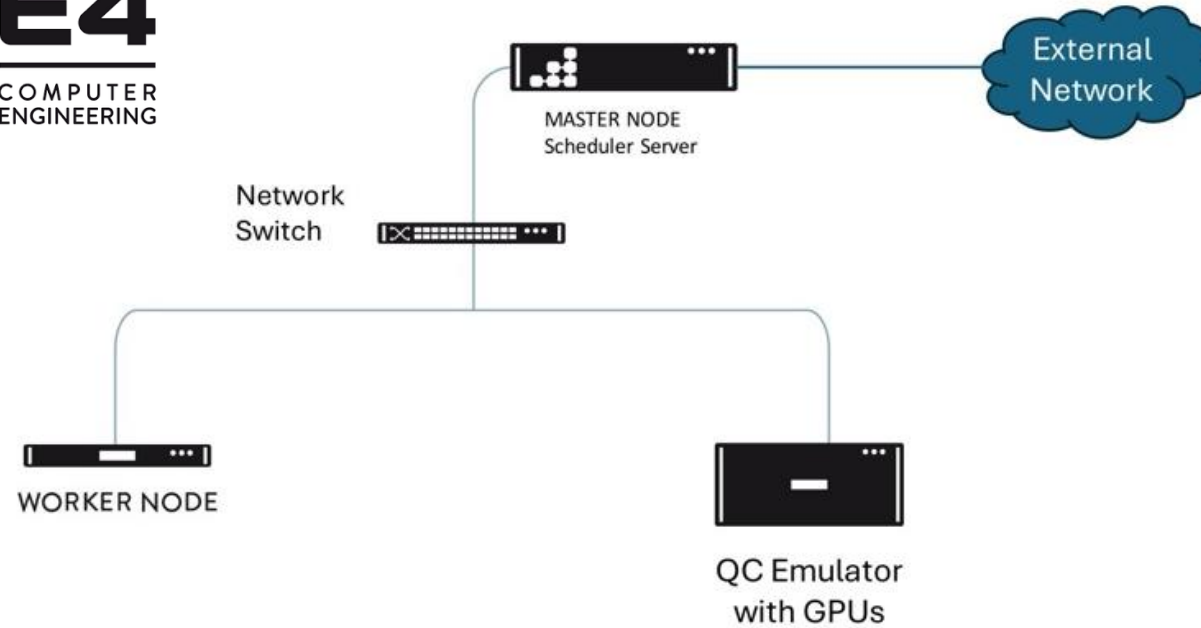 E4
COMPUTER
ENGINEERING
External
Network
MASTER NODE
Scheduler Server
Network
Switch
WORKER NODE
QC Emulator
with GPUs